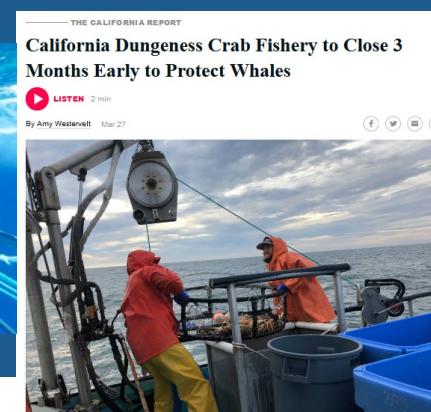 THE CALIFORNIA REPORT
California Dungeness Crab Fishery to Close 3
Months Early to Protect Whales
LISTEN 2 min
By Amy Westervelt Mar 27